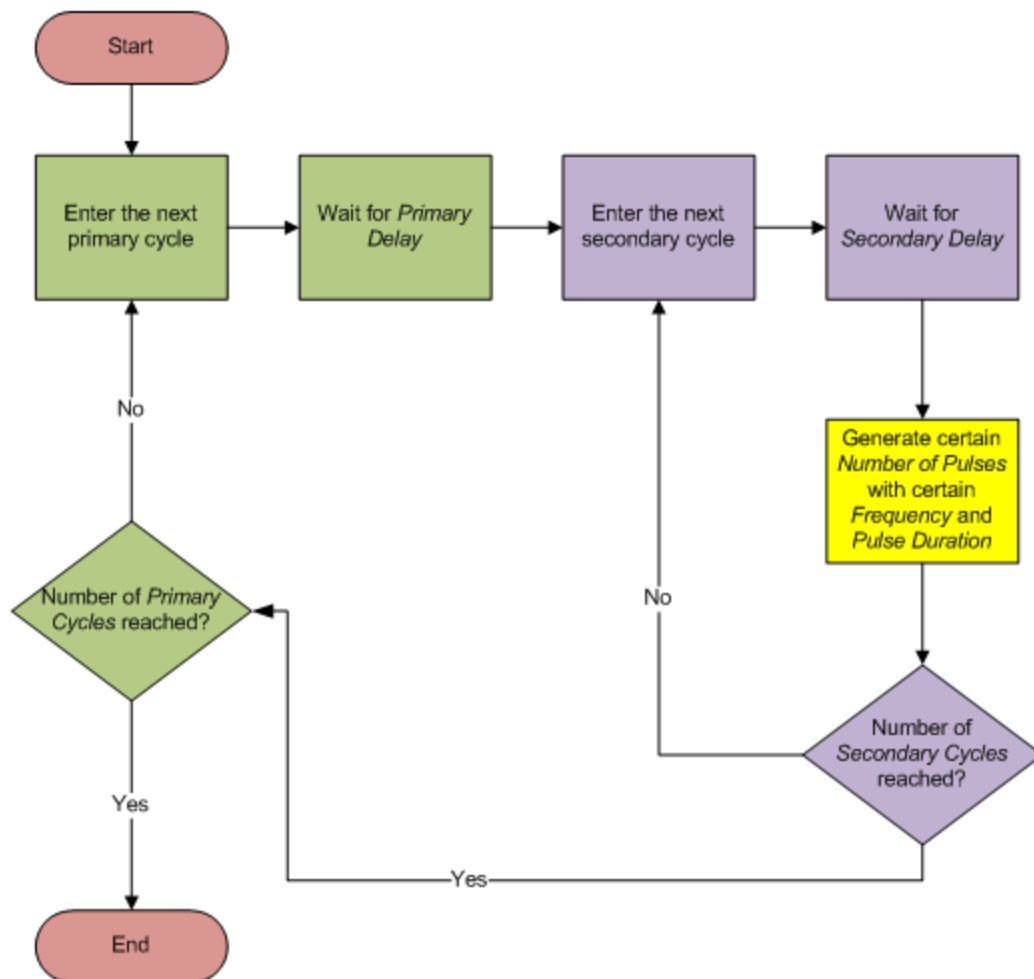 Start
Enter the next
primary cycle
Wait for Primary
Delay
Enter the next
secondary cycle
Wait for
Secondary Delay
No
Generate certain
Number of Pulses
with certain
Frequency and
Pulse Duration
Number of Primary
Cycles reached?
No
Number of
Secondary Cycles
reached?
Yes
Yes
End